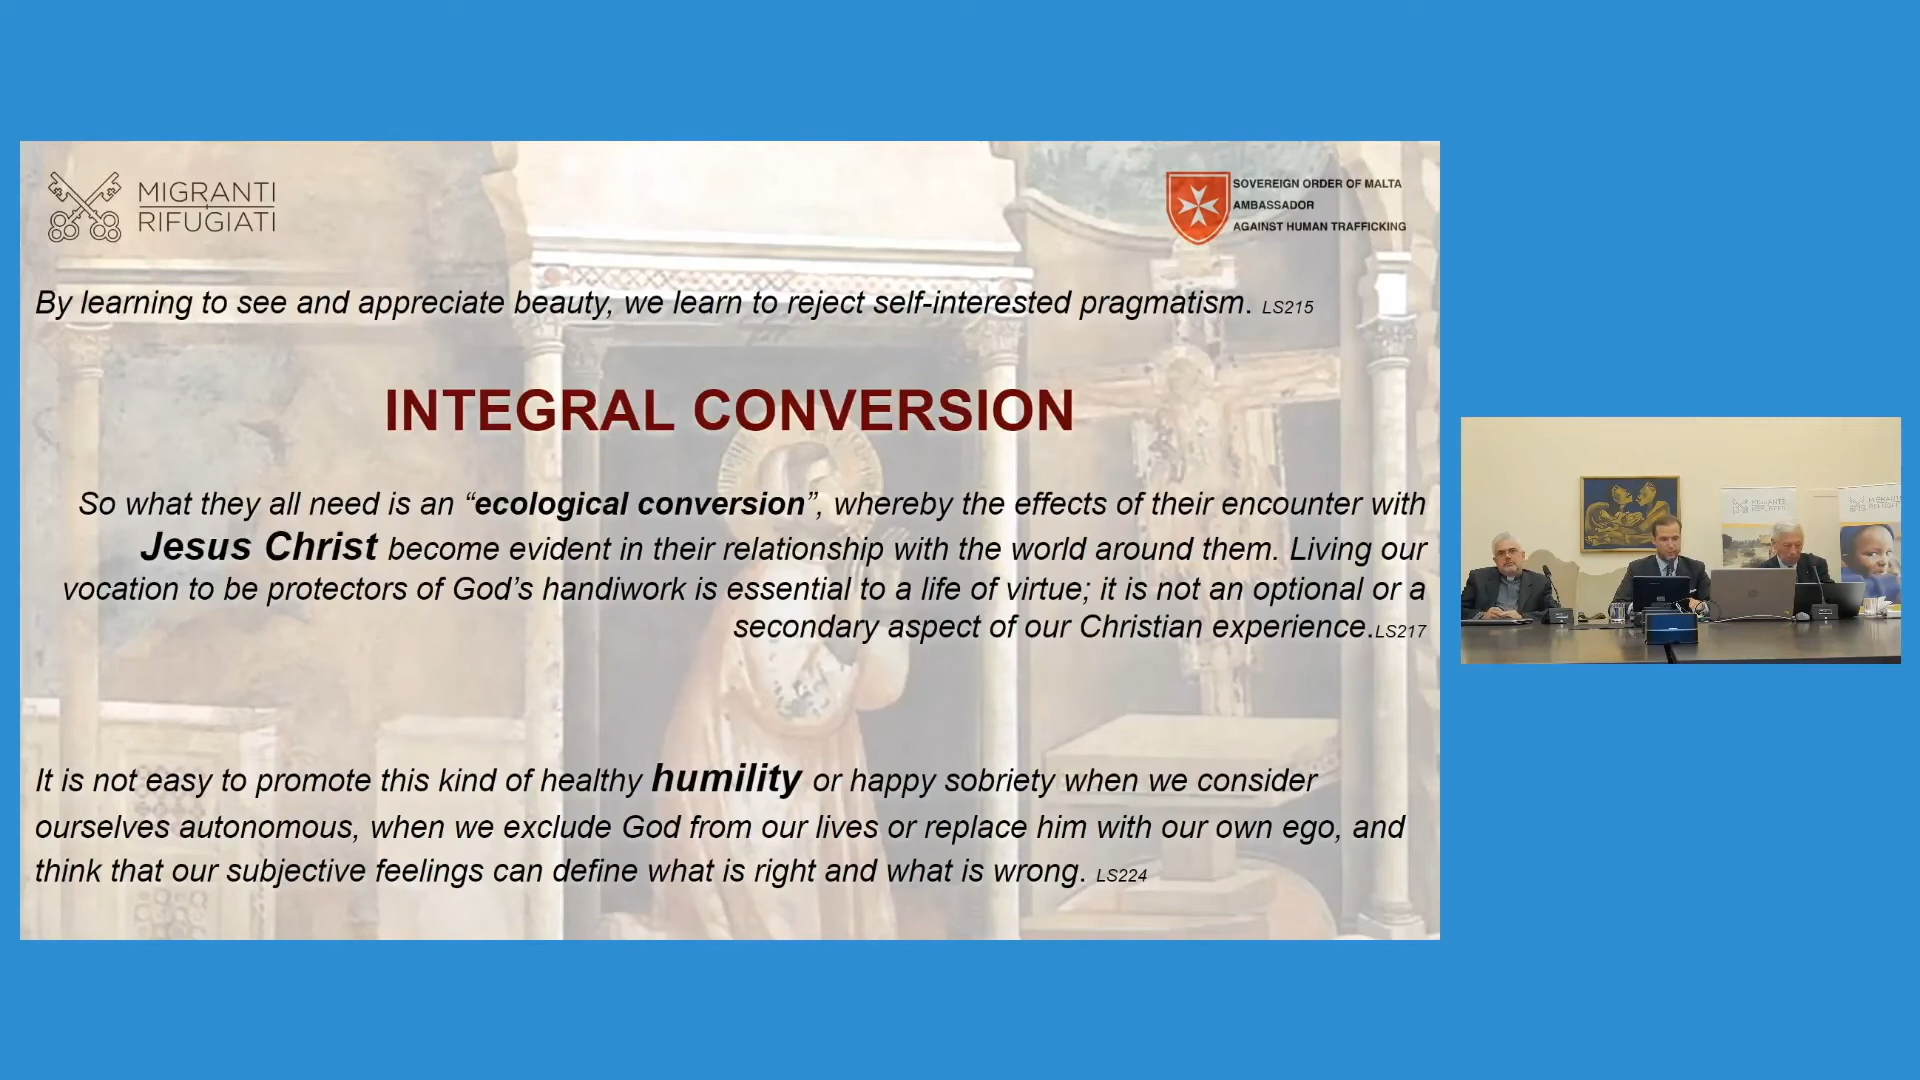 MIGRANTI
RIFUGIATI
SOVEREIGN ORDER OF MALTA
AMBASSADOR
AGAINST HUMAN TRAFFICKING
By learning to see and appreciate beauty, we learn to reject self-interested pragmatism. LS215
INTEGRAL CONVERSION
So what they all need is an “ecological conversion”, whereby the effects of their encounter with
Jesus Christ become evident in their relationship with the world around them. Living our
vocation to be protectors of God’s handiwork is essential to a life of virtue; it is not an optional or a
secondary aspect of our Christian experience.LS217
It is not easy to promote this kind of healthy humility or happy sobriety when we consider
ourselves autonomous, when we exclude God from our lives or replace him with our own ego, and
think that our subjective feelings can define what is right and what is wrong. LS224
MIGRANTS
REFUGEES